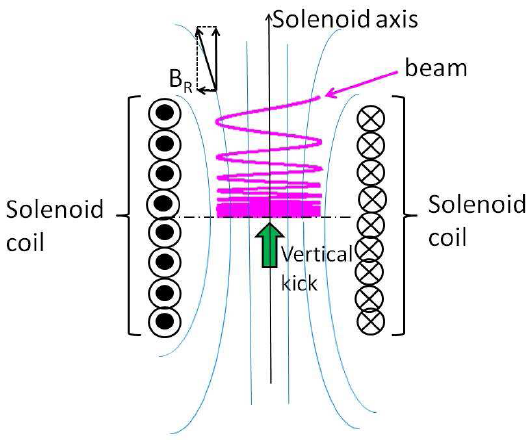 Solenoid axis
B_R
beam
Solenoid
coil
Solenoid
coil
Vertical
kick